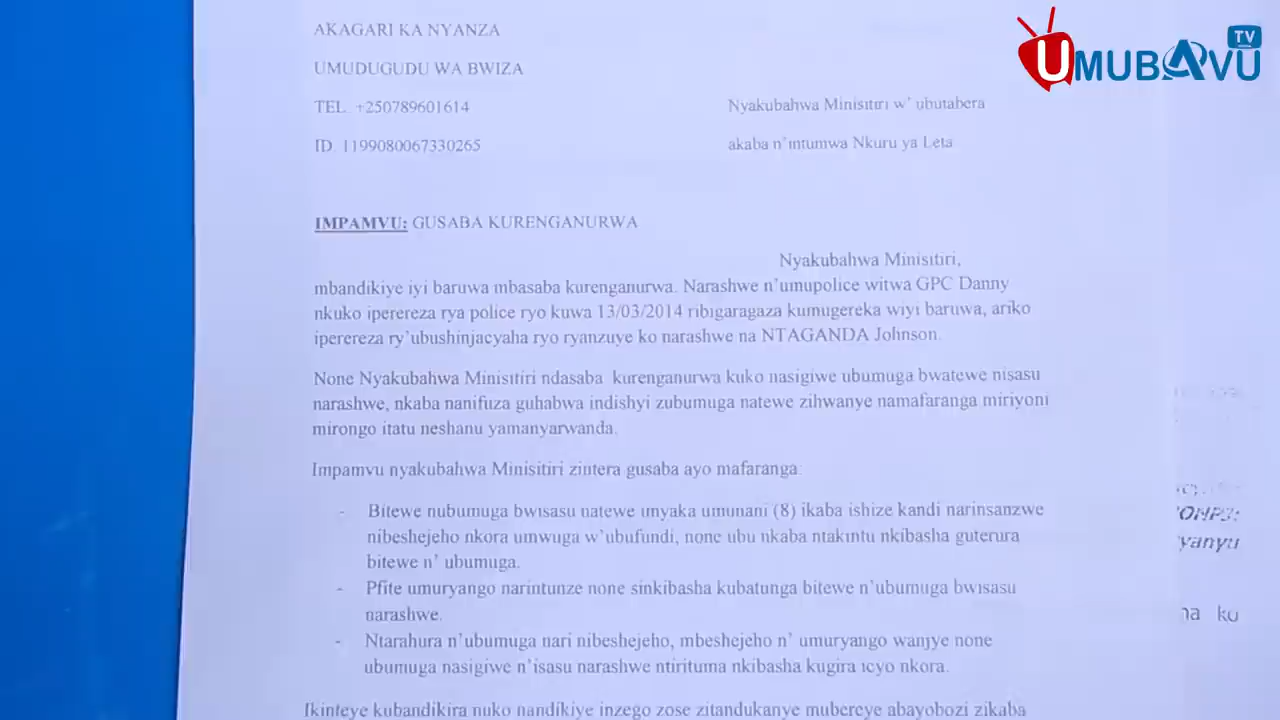 UMUBAVU TV
AKAGARI KA NYANZA
UMUDUGUDU WA BWIZA
TEL. +250789601614
Nyakubahwa Minisitiri w' ubutabera
ID. 1199080067330265
akaba n'intumwa Nkuru ya Leta
IMPAMVU: GUSABA KURENGANURWA
Nyakubahwa Minisitiri,
mbandikiye iyi baruwa mbasaba kurenganurwa. Narashwe n'umupolice witwa GPC Danny
nkuko iperereza rya police ryo kuwa 13/03/2014 ribigaragaza kumugereka wiyi baruwa, ariko
iperereza ry'ubushinjacyaha ryo ryanzuye ko narashwe na NTAGANDA Johnson.
None Nyakubahwa Minisitiri ndasaba kurenganurwa kuko nasigiwe ubumuga bwatewe nisasu
narashwe, nkaba nanifuza guhabwa indishyi zubumuga natewe zihwanye namafaranga miriyoni
mirongo itatu neshanu yamanyarwanda.
Impamvu nyakubahwa Minisitiri zintera gusaba ayo mafaranga:
- Bitewe nubumuga bwisasu natewe imyaka umunani (8) ikaba ishize kandi narinsanzwe
nibeshejeho nkora umwuga w'ubufundi, none ubu nkaba ntakintu nkibasha guterura
bitewe n' ubumuga.
- Pfite umuryango narintunze none sinkibasha kubatunga bitewe n'ubumuga bwisasu
narashwe.
- Ntarahura n'ubumuga nari nibeshejeho, mbeshejeho n' umuryango wanjye none
ubumuga nasigiwe n'isasu narashwe ntirituma nkibasha kugira icyo nkora.
Ikinteye kubandikira nuko nandikiye inzego zose zitandukanye mubereye abayobozi zikaba
yanyu
na ku